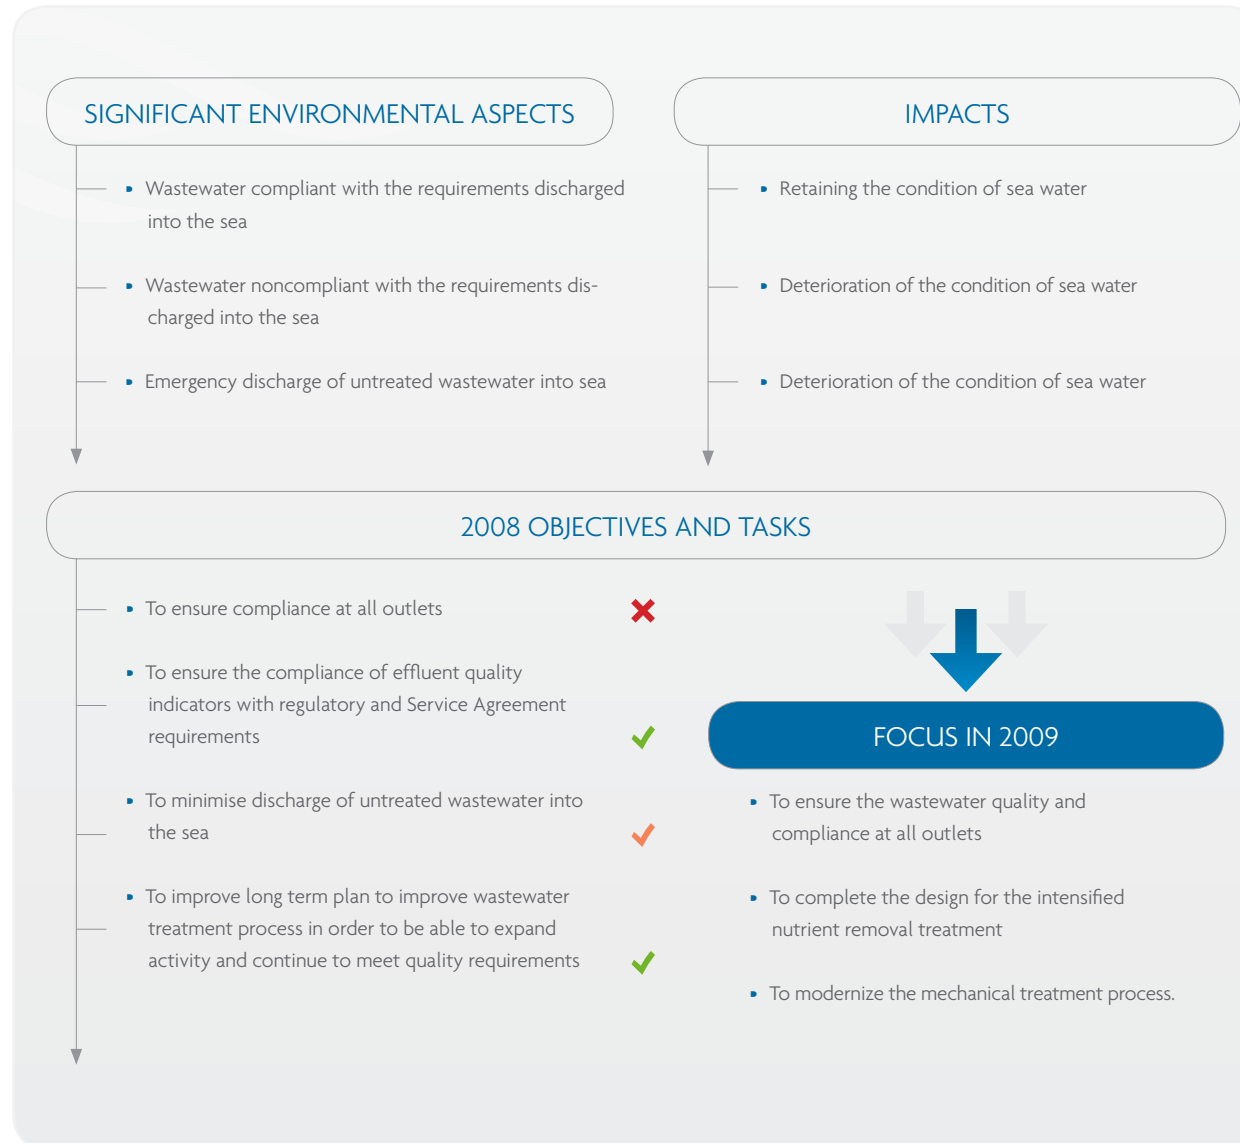 SIGNIFICANT ENVIRONMENTAL ASPECTS
Wastewater compliant with the requirements discharged
into the sea
Wastewater noncompliant with the requirements dis-
charged into the sea
Emergency discharge of untreated wastewater into sea
IMPACTS
Retaining the condition of sea water
Deterioration of the condition of sea water
Deterioration of the condition of sea water
2008 OBJECTIVES AND TASKS
To ensure compliance at all outlets
To ensure the compliance of effluent quality
indicators with regulatory and Service Agreement
requirements
To minimise discharge of untreated wastewater into
the sea
To improve long term plan to improve wastewater
treatment process in order to be able to expand
activity and continue to meet quality requirements
FOCUS IN 2009
To ensure the wastewater quality and
compliance at all outlets
To complete the design for the intensified
nutrient removal treatment
To modernize the mechanical treatment process.